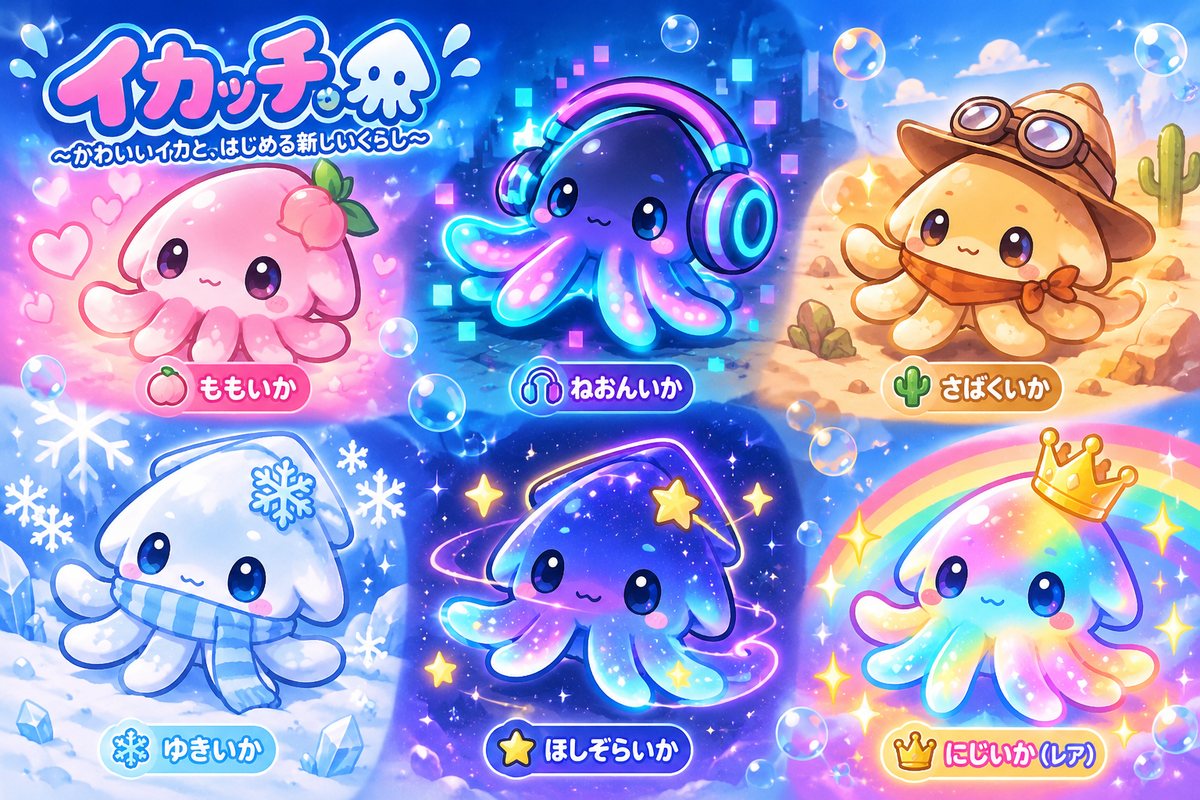 イカッチ。
～かわいいイカと、はじめる新しいくらし～
ももいか
ねおんいか
さばくいか
ゆきいか
ほしぞらいか
にじいか（レア）